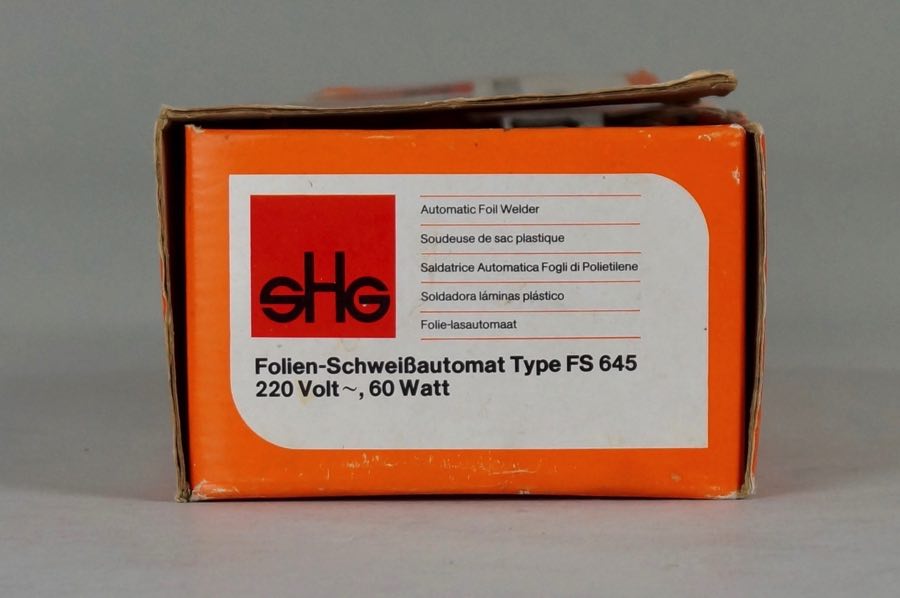 SHG
Automatic Foil Welder
Soudeuse de sac plastique
Saldatrice Automatica Fogli di Polietilene
Soldadora láminas plástico
Folie-lasautomaat
Folien-Schweißautomat Type FS 645
220 Volt ~, 60 Watt